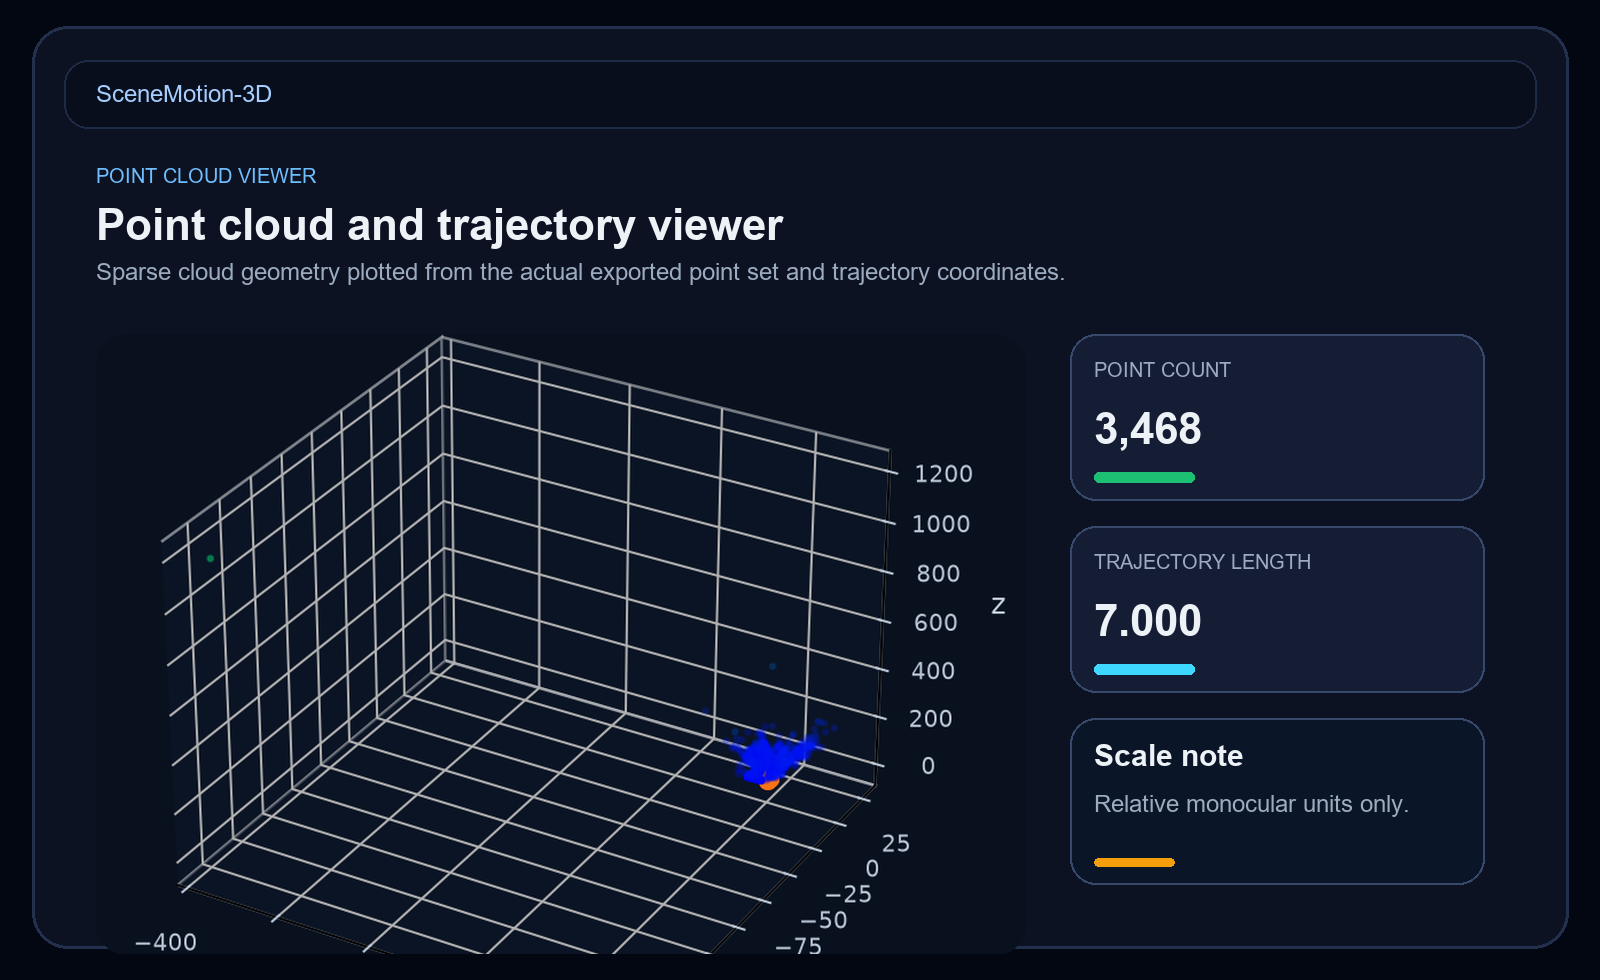 SceneMotion-3D
POINT CLOUD VIEWER
Point cloud and trajectory viewer
Sparse cloud geometry plotted from the actual exported point set and trajectory coordinates.
1200
1000
800
z
600
400
200
0
25
0
−25
−50
−75
−400
POINT COUNT
3,468
TRAJECTORY LENGTH
7.000
Scale note
Relative monocular units only.